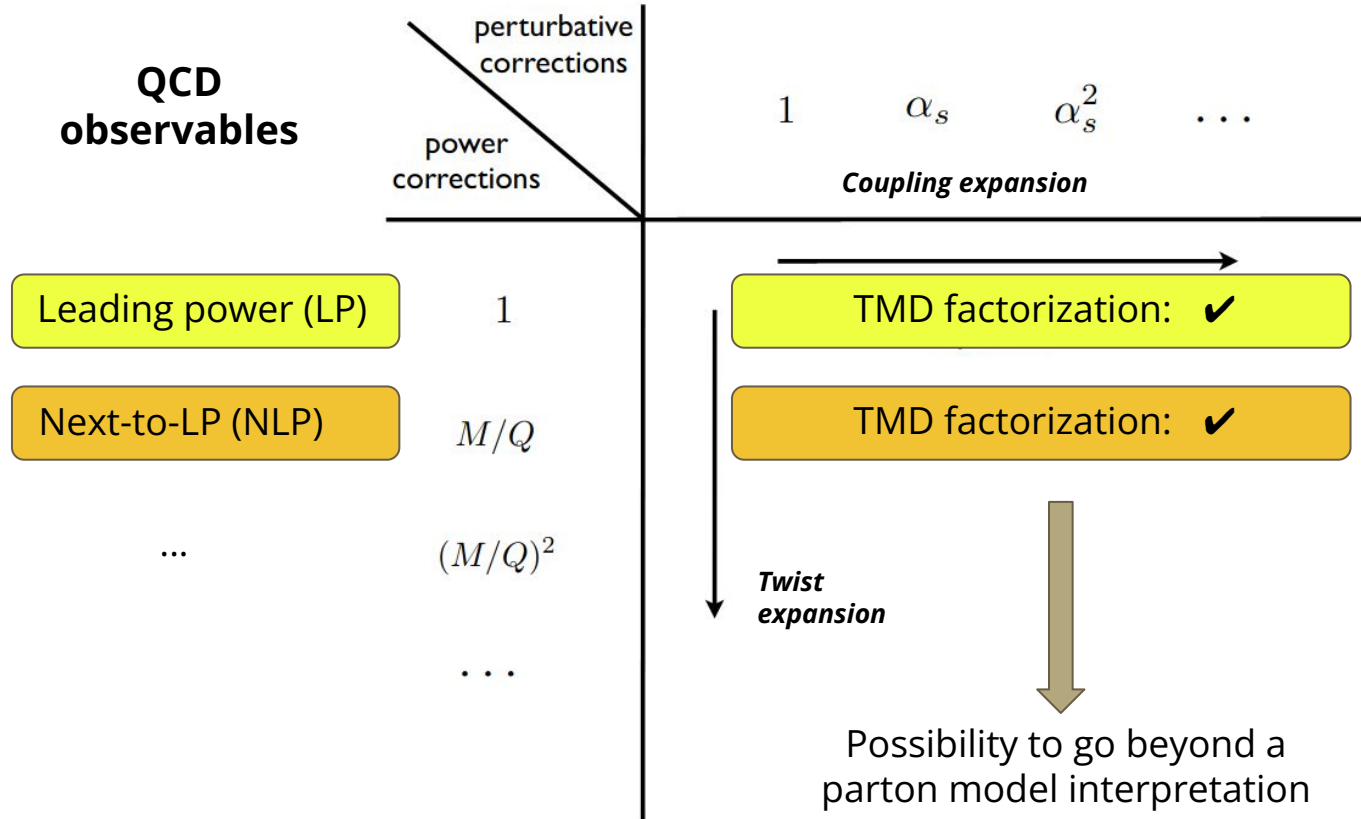 QCD
observables
perturbative
corrections
power
corrections
1 α_s α_s^2 ...
Coupling expansion
Leading power (LP)
1
TMD factorization: ✔
Next-to-LP (NLP)
M/Q
TMD factorization: ✔
...
(M/Q)^2
Twist
expansion
...
Possibility to go beyond a
parton model interpretation